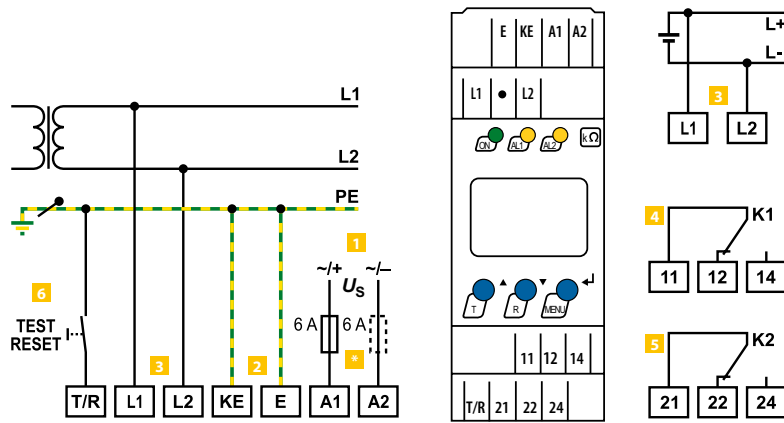 L1
L2
PE
1
~/+ ~/–
US
6 A 6 A
*
6
TEST
RESET
3
2
T/R L1 L2 KE E A1 A2
E KE A1 A2
L1 • L2
ON AL1 AL2 kΩ
T R MENU
11 12 14
T/R 21 22 24
L+
L-
3
L1 L2
4
K1
11 12 14
5
K2
21 22 24